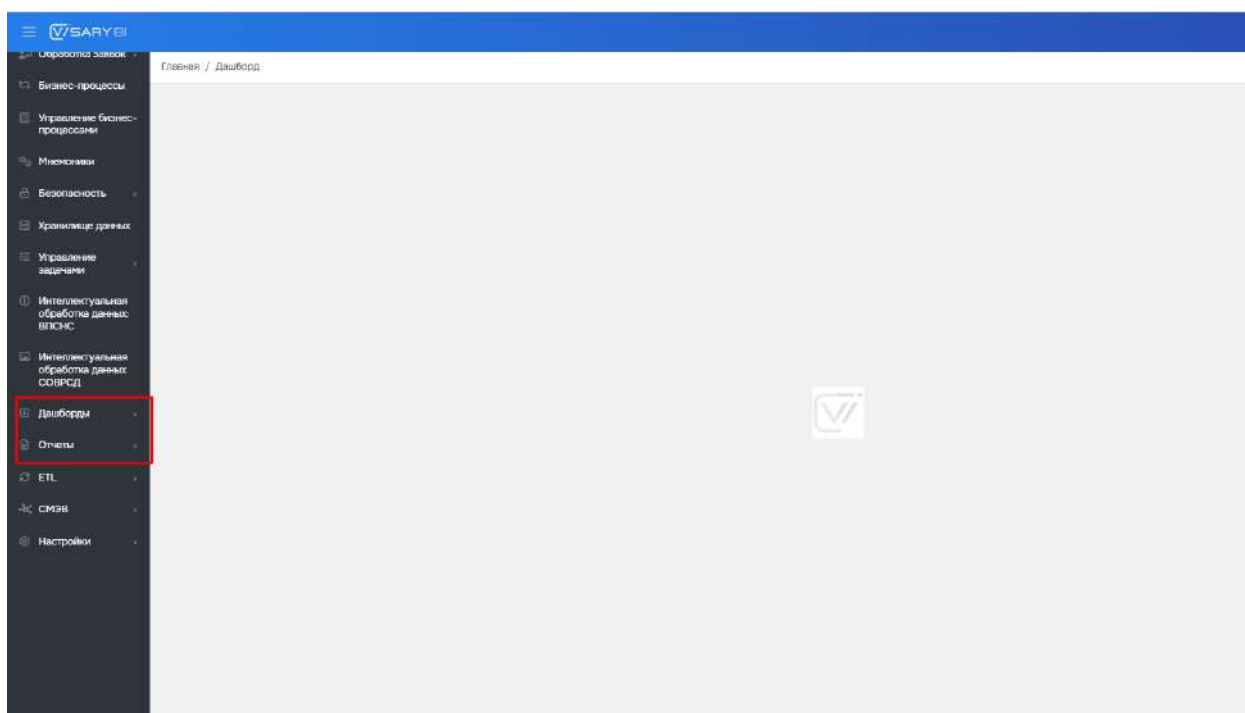 VISARY BI
Обработка Заявок
Главная / Дашборд
Бизнес-процессы
Управление бизнес-
процессами
Мнемоники
Безопасность
Хранилище данных
Управление
задачами
Интеллектуальная
обработка данных
ВПСНС
Интеллектуальная
обработка данных
СОВРСД
Дашборды
Отчеты
ETL
СМЭВ
Настройки